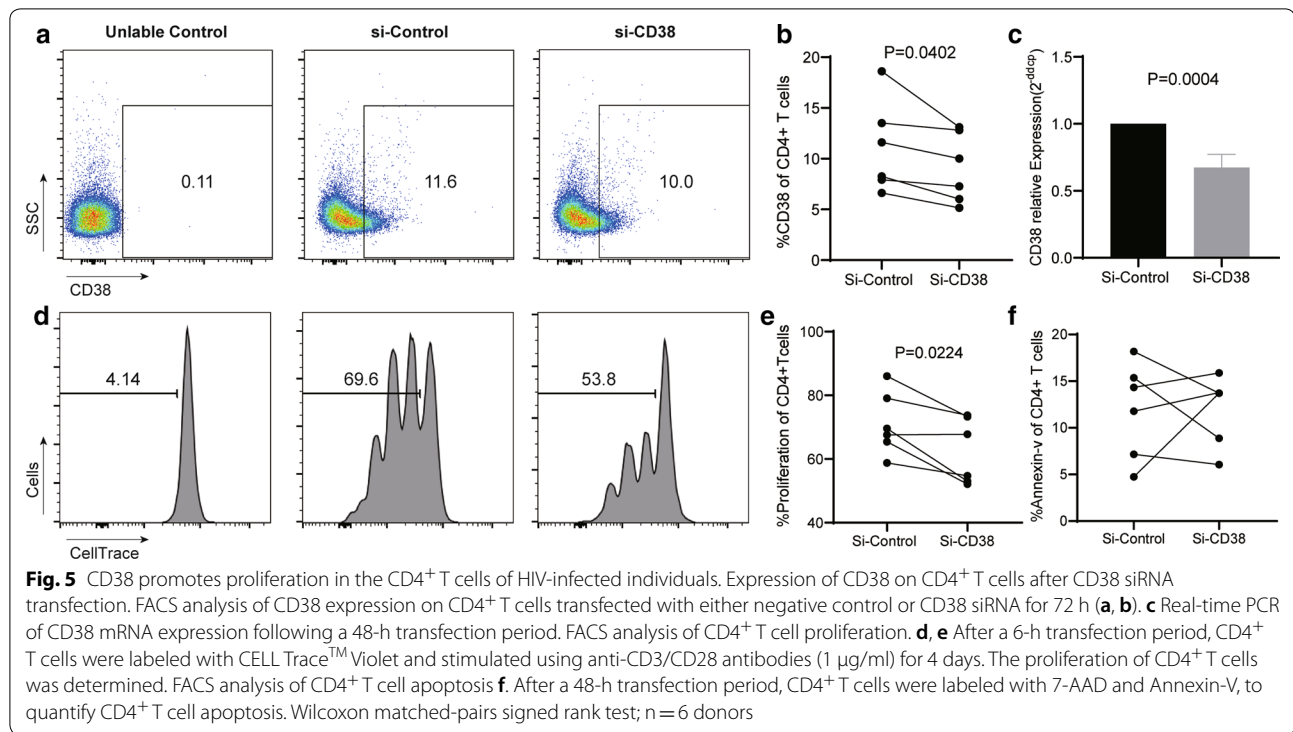 a
Unlable Control
si-Control
si-CD38
0.11
11.6
10.0
SSC
CD38
b
P=0.0402
%CD38 of CD4+ T cells
20
15
10
5
0
Si-Control Si-CD38
c
P=0.0004
CD38 relative Expression(2^-ddcp)
1.5
1.0
0.5
0.0
Si-Control Si-CD38
d
4.14
69.6
53.8
Cells
CellTrace
e
P=0.0224
%Proliferation of CD4+Tcells
100
80
60
40
Si-Control Si-CD38
f
%Annexin-v of CD4+ T cells
20
15
10
5
0
Si-Control Si-CD38
Fig. 5 CD38 promotes proliferation in the CD4+ T cells of HIV-infected individuals. Expression of CD38 on CD4+ T cells after CD38 siRNA
transfection. FACS analysis of CD38 expression on CD4+ T cells transfected with either negative control or CD38 siRNA for 72 h (a, b). c Real-time PCR
of CD38 mRNA expression following a 48-h transfection period. FACS analysis of CD4+ T cell proliferation. d, e After a 6-h transfection period, CD4+
T cells were labeled with CELL Trace™ Violet and stimulated using anti-CD3/CD28 antibodies (1 μg/ml) for 4 days. The proliferation of CD4+ T cells
was determined. FACS analysis of CD4+ T cell apoptosis f. After a 48-h transfection period, CD4+ T cells were labeled with 7-AAD and Annexin-V, to
quantify CD4+ T cell apoptosis. Wilcoxon matched-pairs signed rank test; n = 6 donors